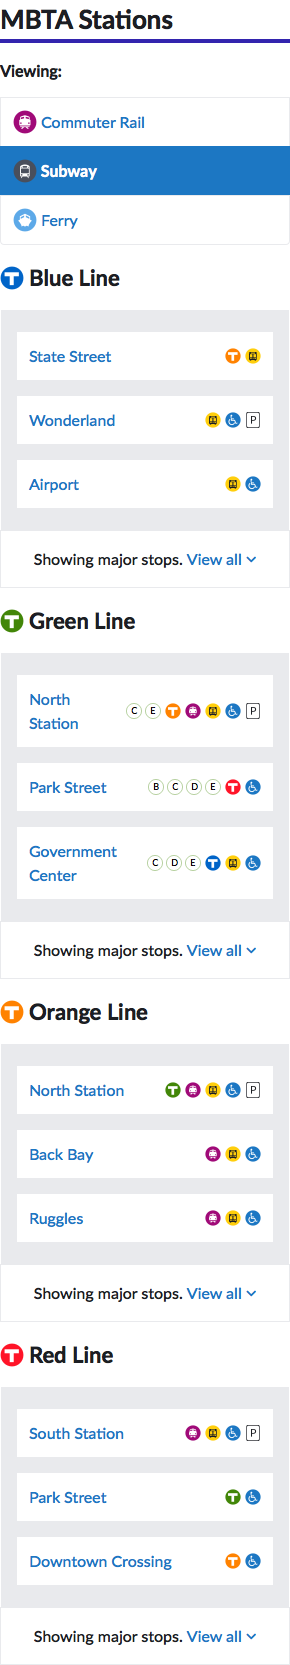 MBTA Stations
Viewing:
Commuter Rail
Subway
Ferry
T Blue Line
State Street T
Wonderland P
Airport
Showing major stops. View all
T Green Line
North
Station C E T P
Park Street B C D E T
Government
Center C D E T
Showing major stops. View all
T Orange Line
North Station T P
Back Bay
Ruggles
Showing major stops. View all
T Red Line
South Station P
Park Street T
Downtown Crossing T
Showing major stops. View all